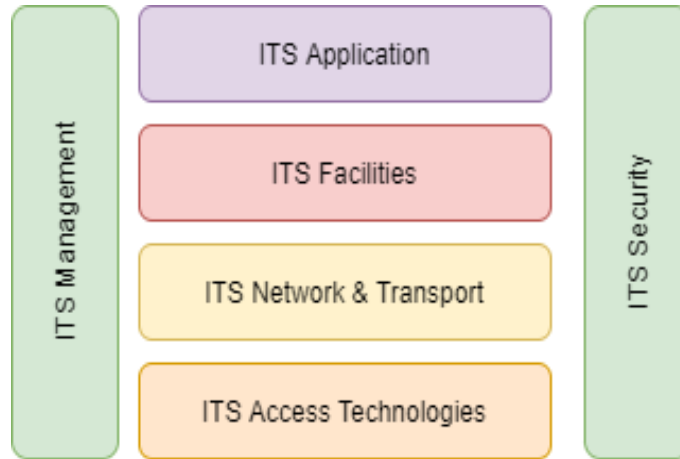 ITS Management
ITS Application
ITS Facilities
ITS Network & Transport
ITS Access Technologies
ITS Security